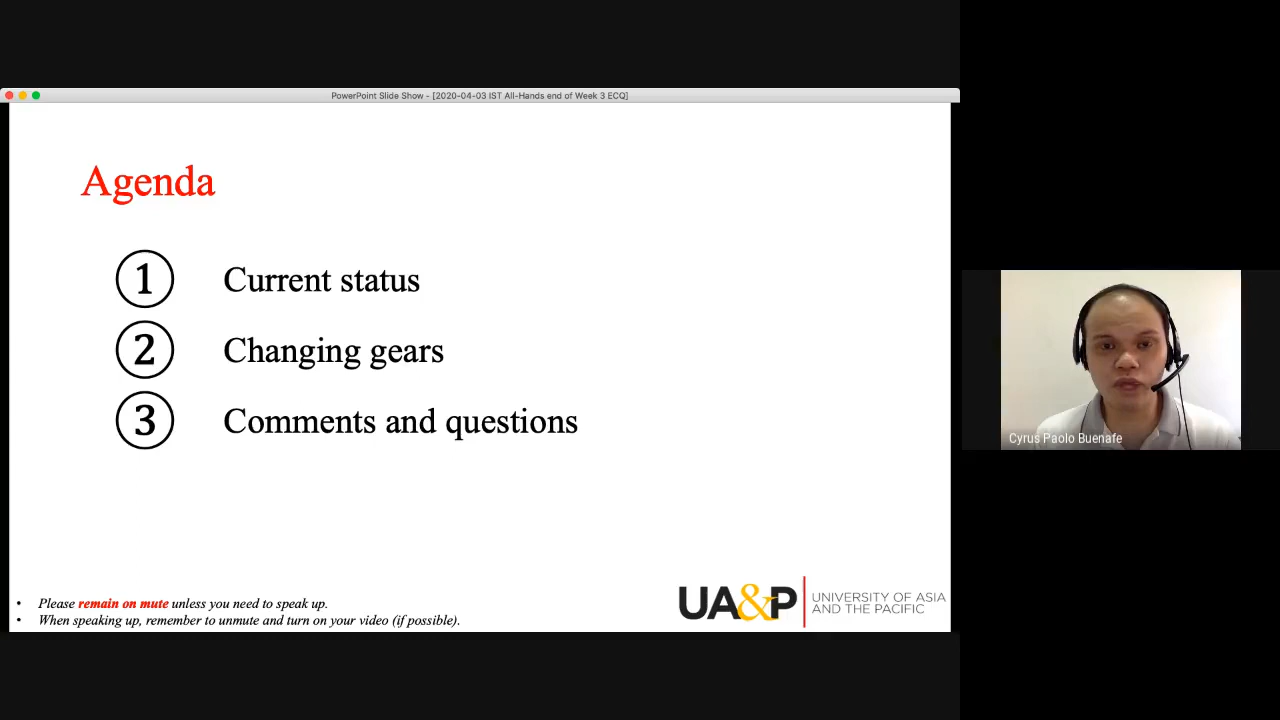 PowerPoint Slide Show - [2020-04-03 IST All-Hands end of Week 3 ECQ]
Agenda
1 Current status
2 Changing gears
3 Comments and questions
• Please remain on mute unless you need to speak up.
• When speaking up, remember to unmute and turn on your video (if possible).
UA&P
UNIVERSITY OF ASIA
AND THE PACIFIC
Cyrus Paolo Buenafe